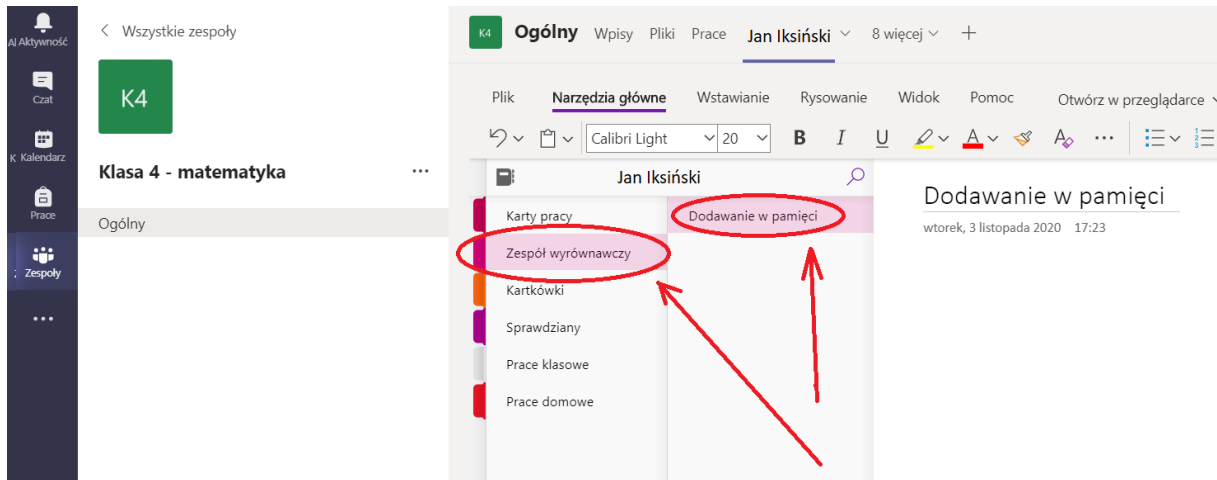 Aktywność
Czat
Kalendarz
Prace
Zespoły
Wszystkie zespoły
K4
Klasa 4 - matematyka
Ogólny
K4 Ogólny Wpisy Pliki Prace Jan Iksiński 8 więcej
Plik Narzędzia główne Wstawianie Rysowanie Widok Pomoc Otwórz w przeglądarce
Calibri Light 20 B I U A A
Jan Iksiński
Karty pracy
Zespół wyrównawczy
Kartkówki
Sprawdziany
Prace klasowe
Prace domowe
Dodawanie w pamięci
Dodawanie w pamięci
wtorek, 3 listopada 2020 17:23